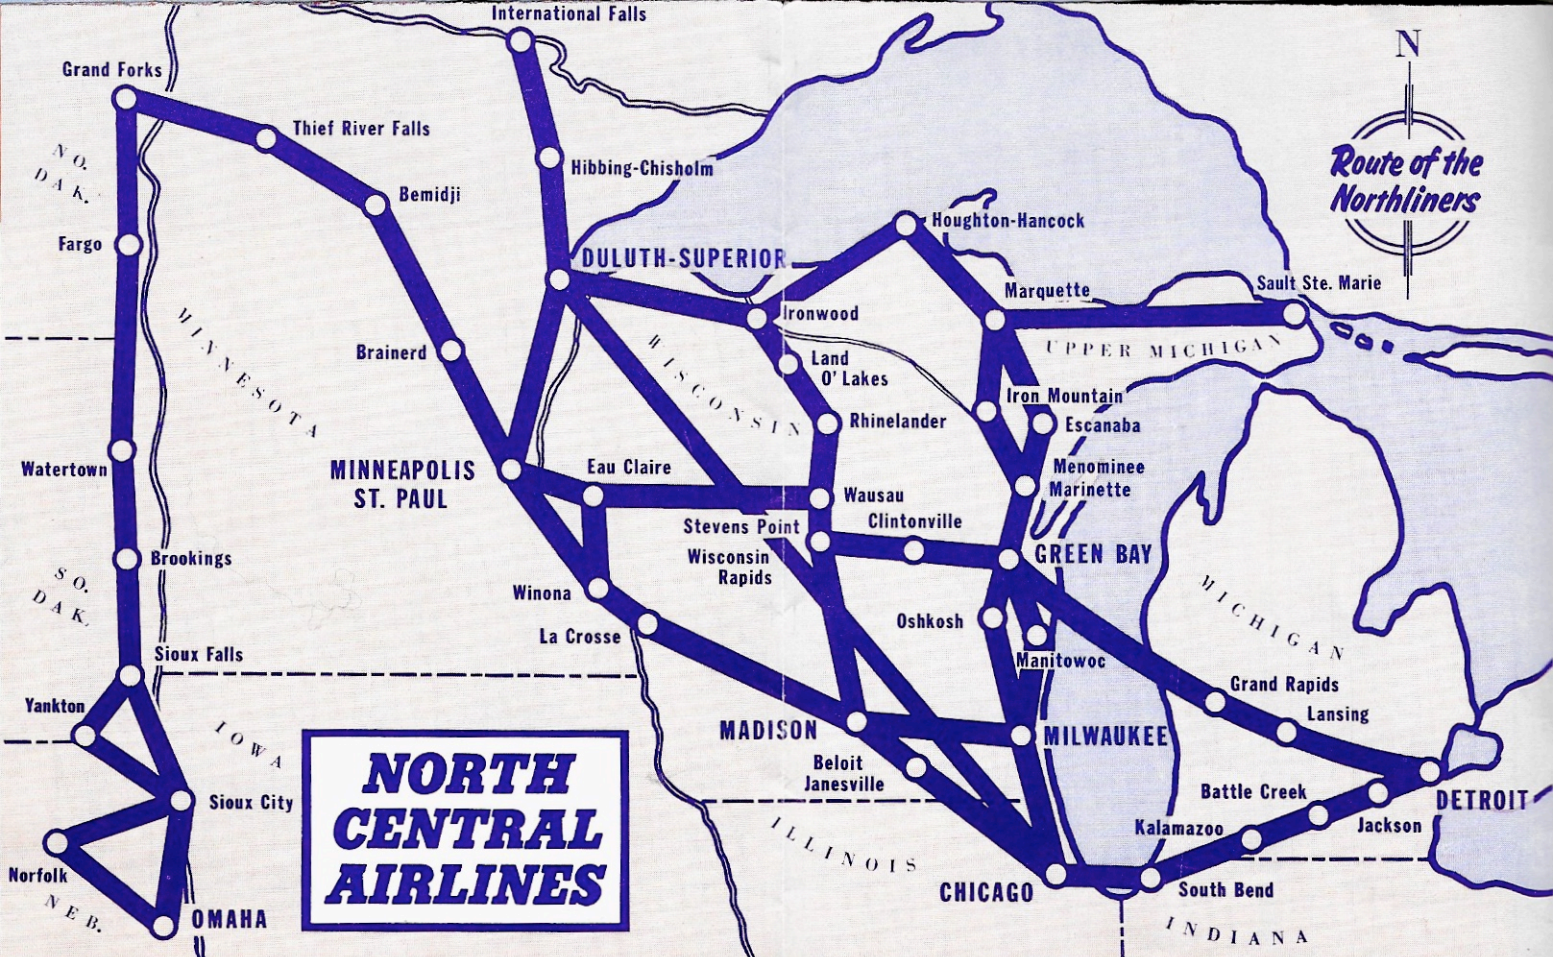 International Falls
N
Grand Forks
Thief River Falls
NO.
DAK.
Route of the
Northliners
Hibbing-Chisholm
Bemidji
Houghton-Hancock
Fargo
DULUTH-SUPERIOR
Marquette
Sault Ste. Marie
Ironwood
MINNESOTA
WISCONSIN
UPPER MICHIGAN
Brainerd
Land
O' Lakes
Iron Mountain
Rhinelander
Escanaba
Watertown
MINNEAPOLIS
ST. PAUL
Eau Claire
Menominee
Marinette
Wausau
Stevens Point
Clintonville
Wisconsin
Rapids
GREEN BAY
Brookings
SO.
DAK.
Winona
La Crosse
Oshkosh
MICHIGAN
Manitowoc
Sioux Falls
Grand Rapids
Yankton
Lansing
IOWA
MADISON
MILWAUKEE
Beloit
Janesville
NORTH
CENTRAL
AIRLINES
Sioux City
Battle Creek
DETROIT
Kalamazoo
Jackson
ILLINOIS
Norfolk
NEB.
CHICAGO
South Bend
OMAHA
INDIANA